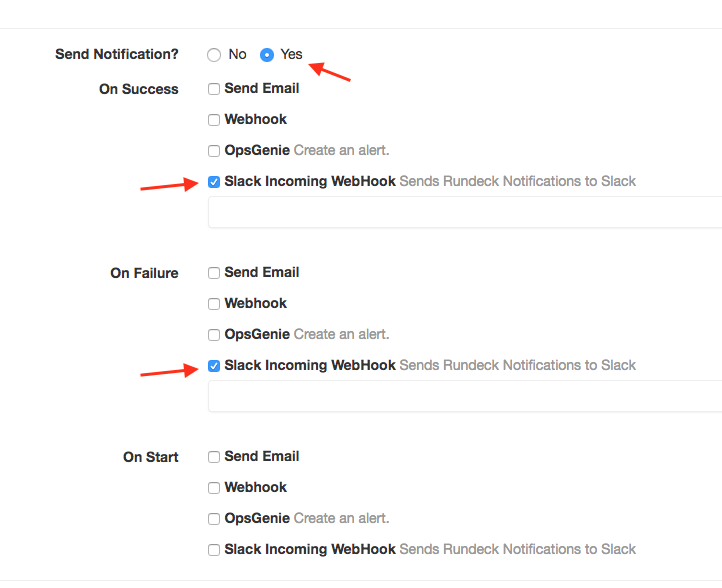 Send Notification? No Yes
On Success Send Email
Webhook
OpsGenie Create an alert.
Slack Incoming WebHook Sends Rundeck Notifications to Slack
On Failure Send Email
Webhook
OpsGenie Create an alert.
Slack Incoming WebHook Sends Rundeck Notifications to Slack
On Start Send Email
Webhook
OpsGenie Create an alert.
Slack Incoming WebHook Sends Rundeck Notifications to Slack